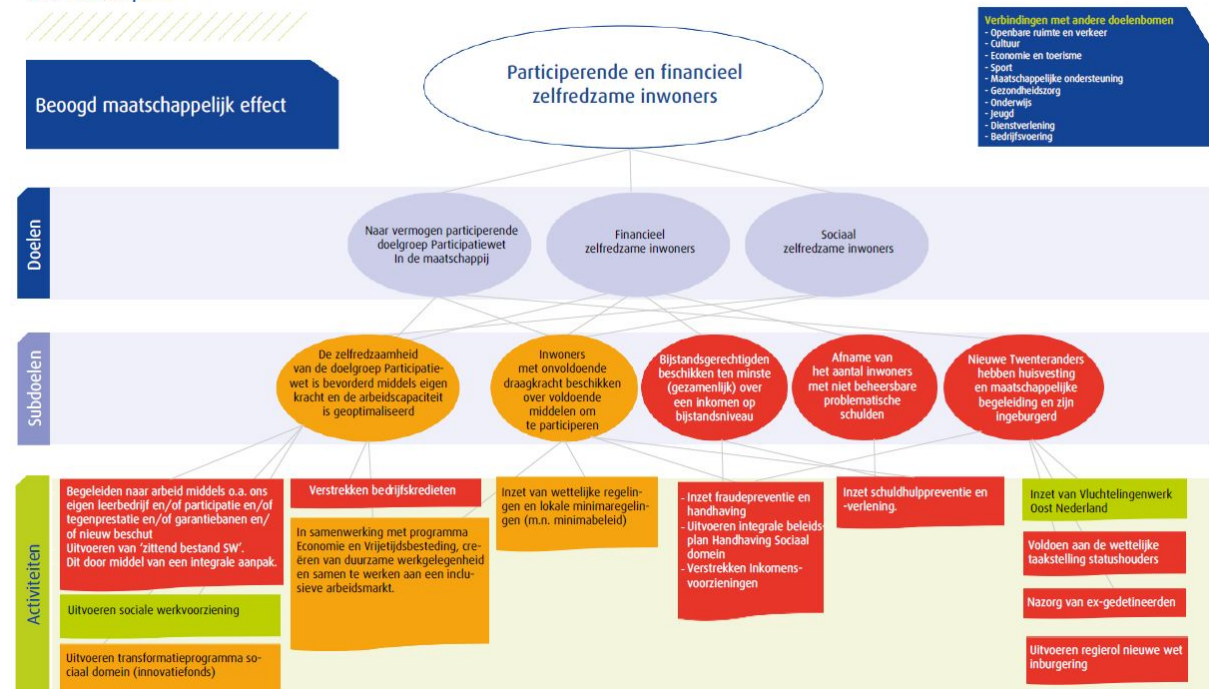 Beoogd maatschappelijk effect
Participerende en financieel
zelfredzame inwoners
Verbindingen met andere doelenbomen
- Openbare ruimte en verkeer
- Cultuur
- Economie en toerisme
- Sport
- Maatschappelijke ondersteuning
- Gezondheidszorg
- Onderwijs
- Jeugd
- Dienstverlening
- Bedrijfsvoering
Doelen
Naar vermogen participerende
doelgroep Participatiewet
In de maatschappij
Financieel
zelfredzame inwoners
Sociaal
zelfredzame inwoners
Subdoelen
De zelfredzaamheid
van de doelgroep Participatie-
wet is bevorderd middels eigen
kracht en de arbeidscapaciteit
is geoptimaliseerd
Inwoners
met onvoldoende
draagkracht beschikken
over voldoende
middelen om
te participeren
Bijstandsgerechtigden
beschikken ten minste
(gezamenlijk) over
een inkomen op
bijstandsniveau
Afname van
het aantal inwoners
met niet beheersbare
problematische
schulden
Nieuwe Twenteranders
hebben huisvesting
en maatschappelijke
begeleiding en zijn
ingeburgerd
Activiteiten
Begeleiden naar arbeid middels o.a. ons
eigen leerbedrijf en/of participatie en/of
tegenprestatie en/of garantiebanen en/
of nieuw beschut
Uitvoeren van 'zittend bestand SW'.
Dit door middel van een integrale aanpak.
Uitvoeren sociale werkvoorziening
Uitvoeren transformatieprogramma so-
ciaal domein (innovatiefonds)
Verstrekken bedrijfskredieten
In samenwerking met programma
Economie en Vrijetijdsbesteding, cre-
ëren van duurzame werkgelegenheid
en samen te werken aan een inclu-
sieve arbeidsmarkt.
Inzet van wettelijke regelin-
gen en lokale minimaregelin-
gen (m.n. minimabeleid)
- Inzet fraudepreventie en
handhaving
- Uitvoeren integrale beleids-
plan Handhaving Sociaal
domein
- Verstrekken Inkomens-
voorzieningen
Inzet schuldhulppreventie en
-verlening.
Inzet van Vluchtelingenwerk
Oost Nederland
Voldoen aan de wettelijke
taakstelling statushouders
Nazorg van ex-gedetineerden
Uitvoeren regierol nieuwe wet
inburgering